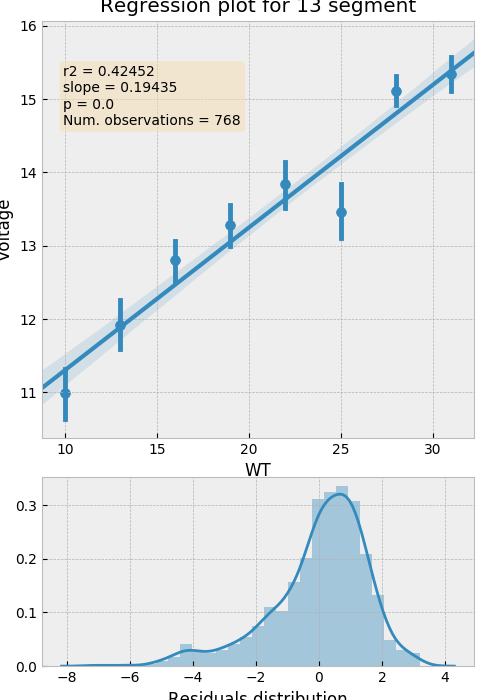 Regression plot for 13 segment
16
15
14
13
12
11
r2 = 0.42452
slope = 0.19435
p = 0.0
Num. observations = 768
Voltage
10 15 20 25 30
WT
0.3
0.2
0.1
0.0
−8 −6 −4 −2 0 2 4
Residuals distribution